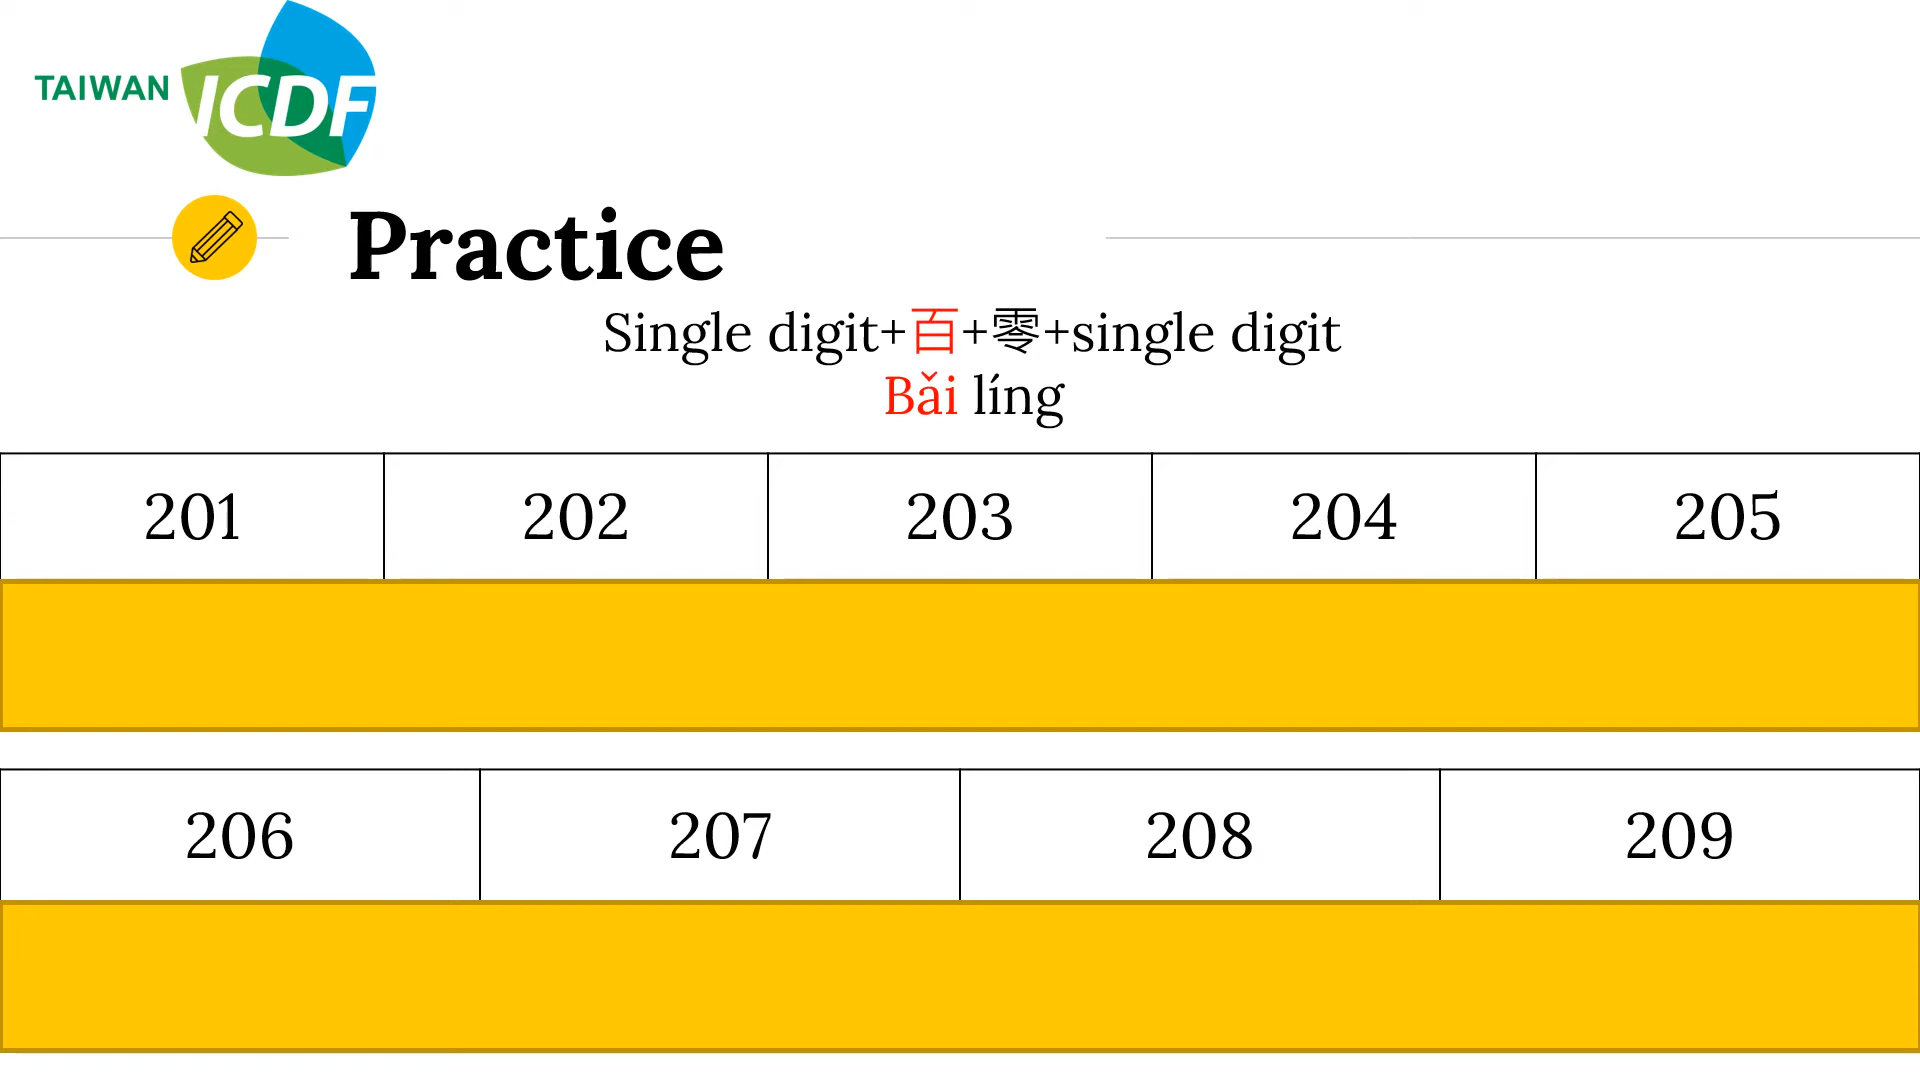 TAIWAN ICDF
Practice
Single digit+百+零+single digit
Bǎi líng
201 202 203 204 205
206 207 208 209